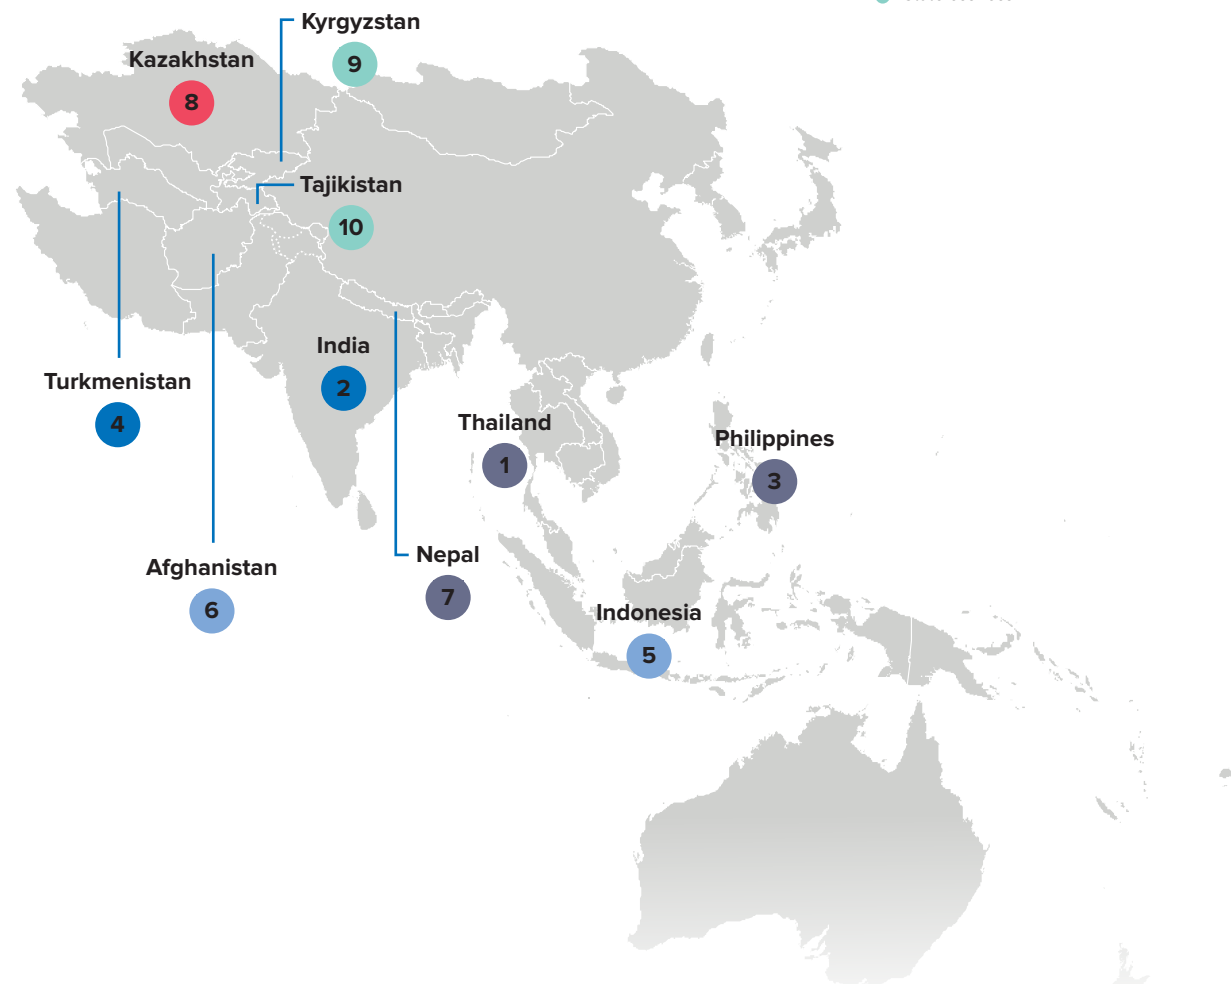 Kyrgyzstan
9
Kazakhstan
8
Tajikistan
10
India
2
Turkmenistan
4
Thailand
1
Philippines
3
Nepal
7
Afghanistan
6
Indonesia
5